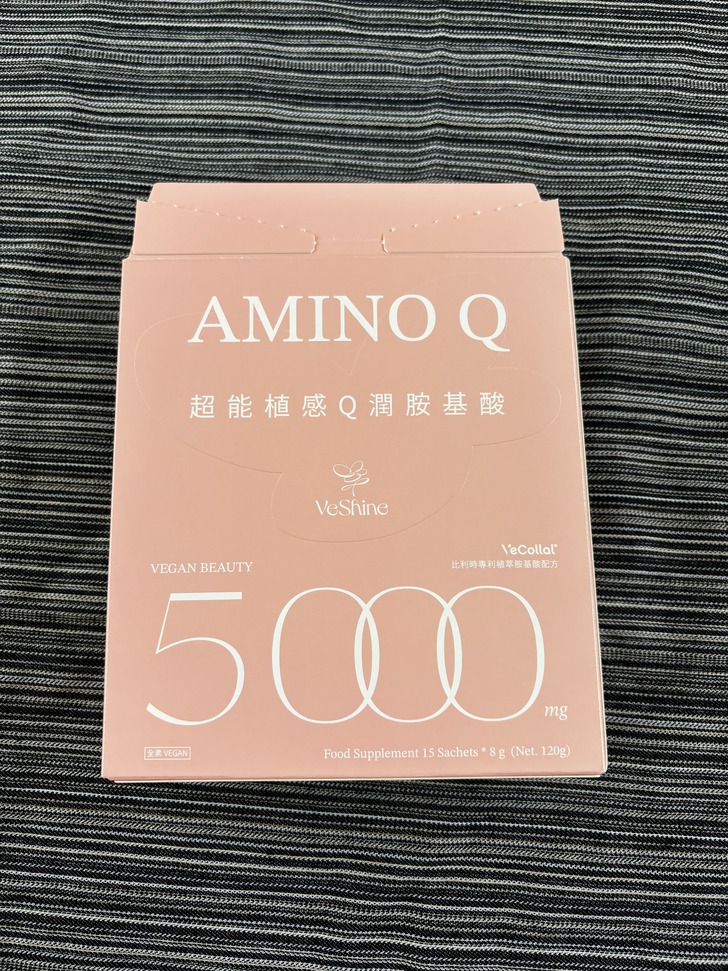 AMINO Q
超能植感Q潤胺基酸
VeShine
VeCollal®
比利時專利植萃胺基酸配方
VEGAN BEAUTY
5000 mg
全素 VEGAN
Food Supplement 15 Sachets * 8 g (Net. 120g)